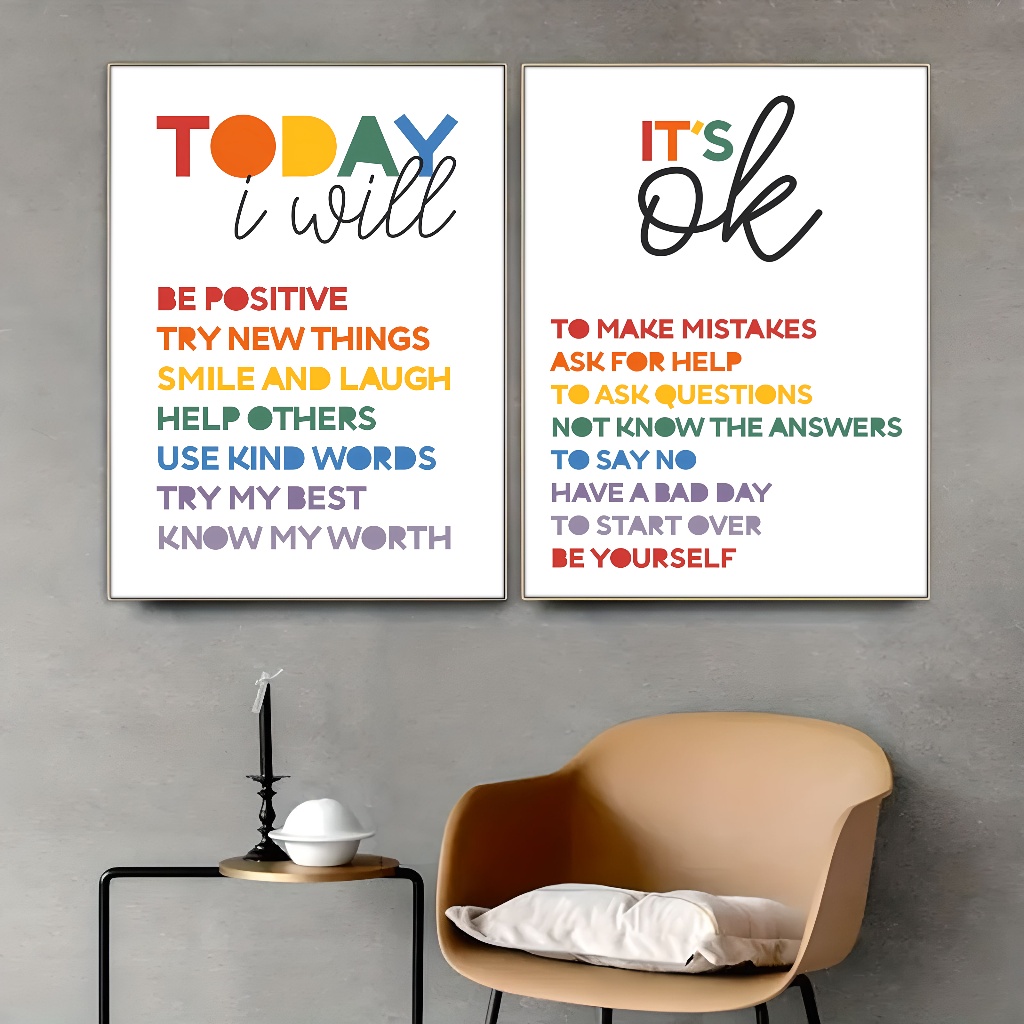 TODAY
i will
BE POSITIVE
TRY NEW THINGS
SMILE AND LAUGH
HELP OTHERS
USE KIND WORDS
TRY MY BEST
KNOW MY WORTH
IT'S
ok
TO MAKE MISTAKES
ASK FOR HELP
TO ASK QUESTIONS
NOT KNOW THE ANSWERS
TO SAY NO
HAVE A BAD DAY
TO START OVER
BE YOURSELF